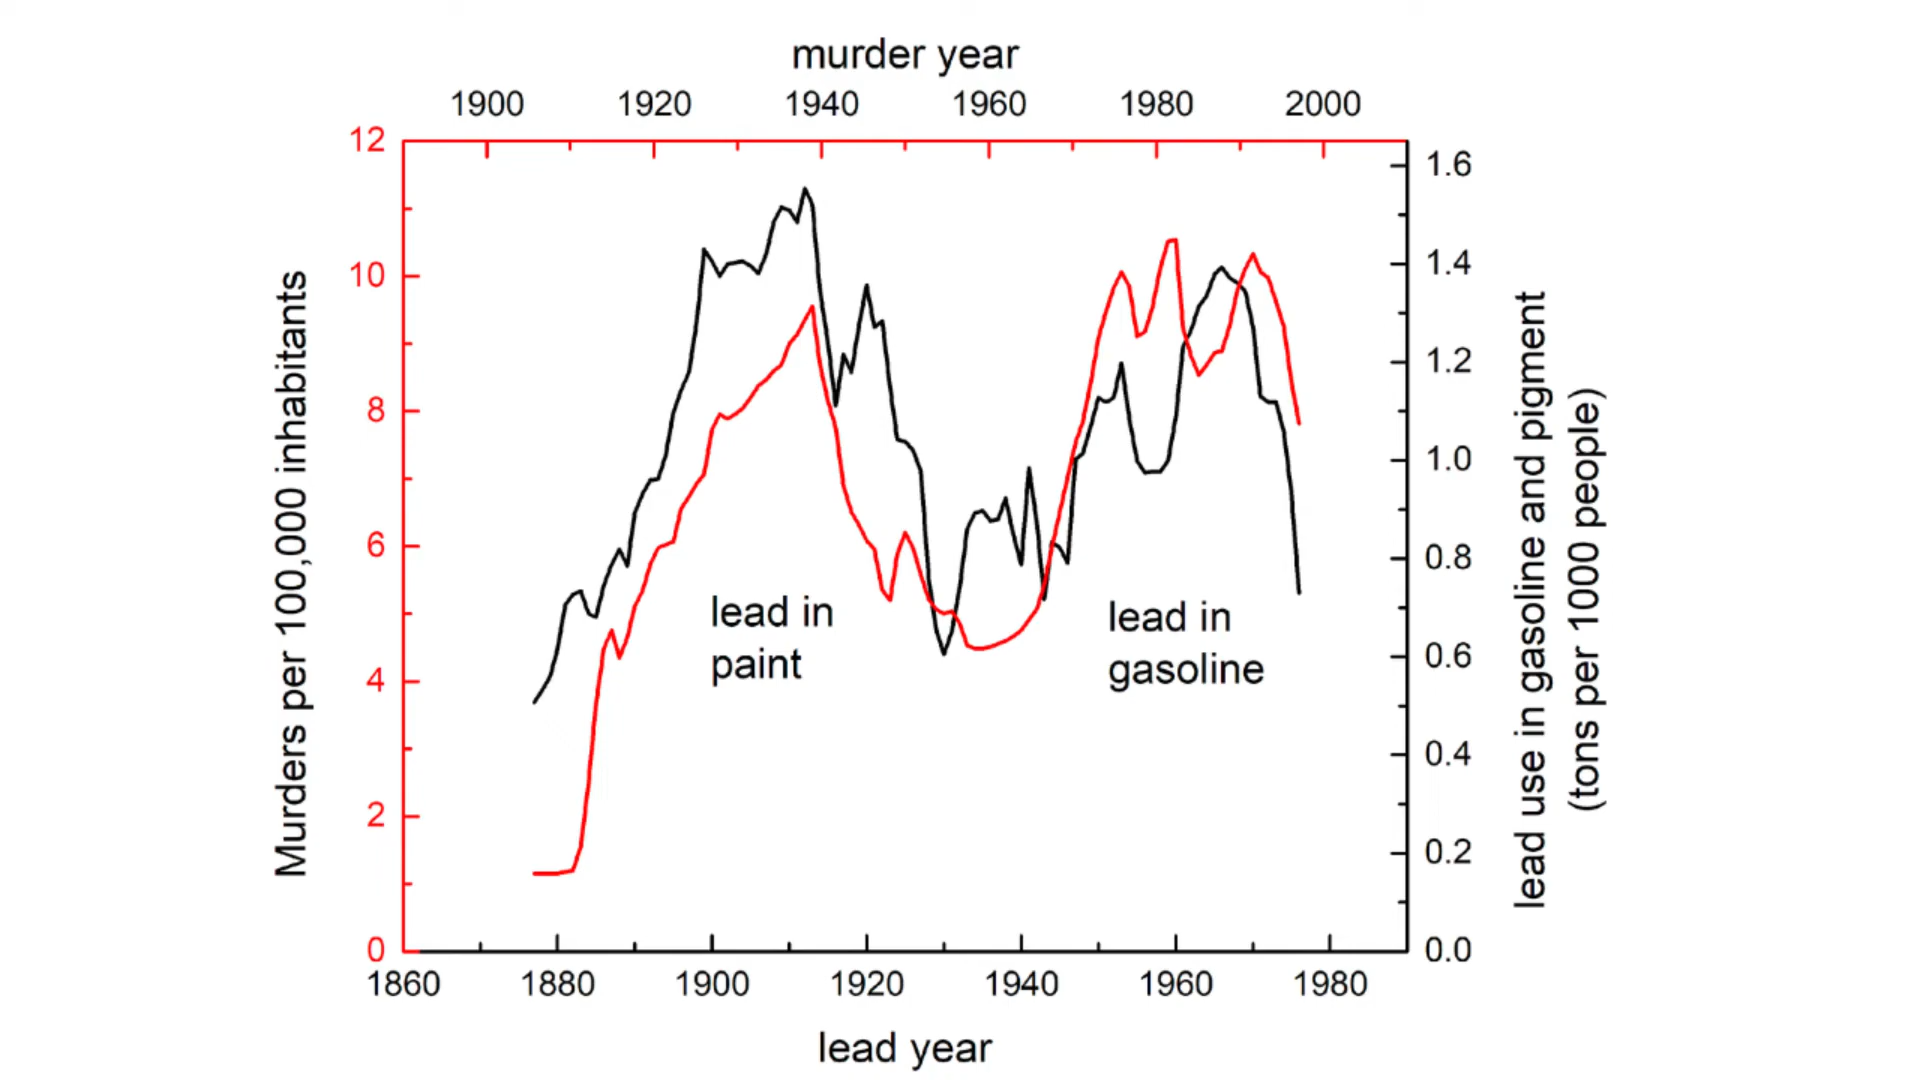 murder year
1900 1920 1940 1960 1980 2000
12
10
8
6
4
2
0
Murders per 100,000 inhabitants
1.6
1.4
1.2
1.0
0.8
0.6
0.4
0.2
0.0
lead use in gasoline and pigment
(tons per 1000 people)
lead in
paint
lead in
gasoline
1860 1880 1900 1920 1940 1960 1980
lead year